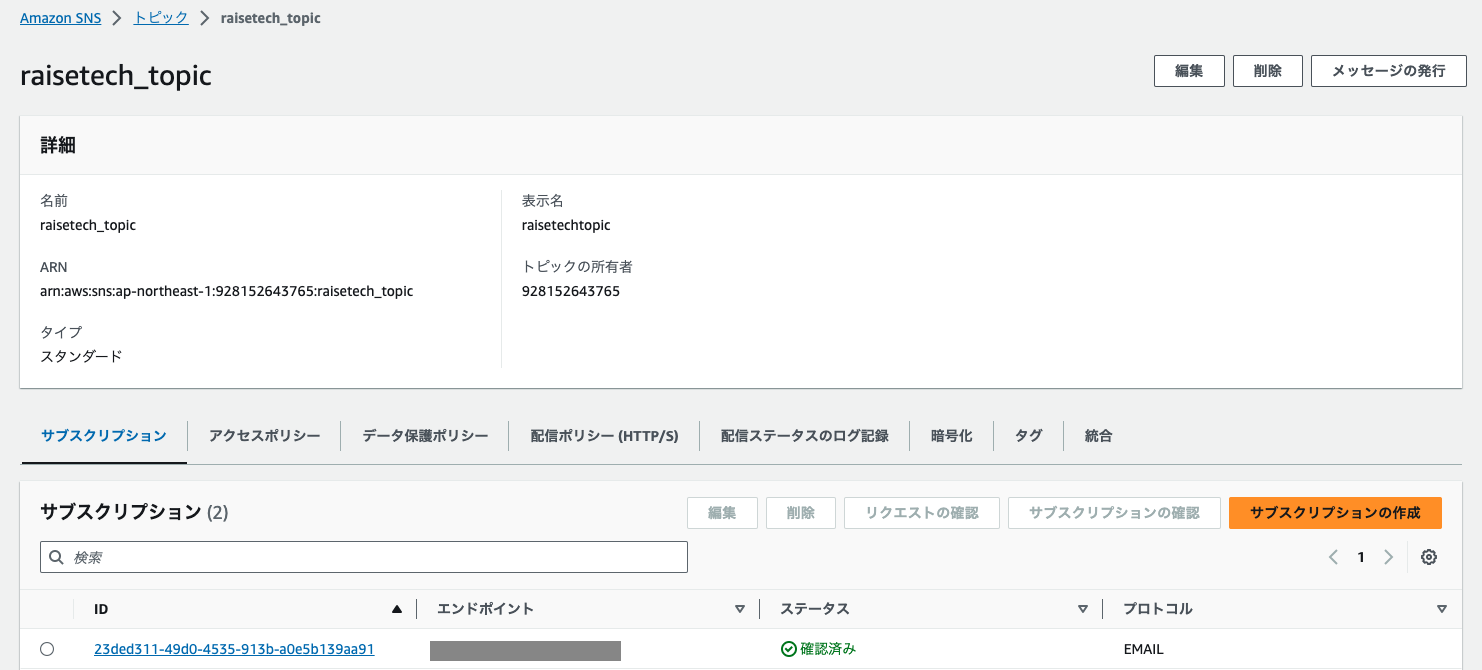 Amazon SNS > トピック > raisetech_topic
raisetech_topic
編集 削除 メッセージの発行
詳細
名前
raisetech_topic
ARN
arn:aws:sns:ap-northeast-1:928152643765:raisetech_topic
タイプ
スタンダード
表示名
raisetechtopic
トピックの所有者
928152643765
サブスクリプション アクセスポリシー データ保護ポリシー 配信ポリシー (HTTP/S) 配信ステータスのログ記録 暗号化 タグ 統合
サブスクリプション (2)
編集 削除 リクエストの確認 サブスクリプションの確認 サブスクリプションの作成
検索
1
ID エンドポイント ステータス プロトコル
23ded311-49d0-4535-913b-a0e5b139aa91 確認済み EMAIL